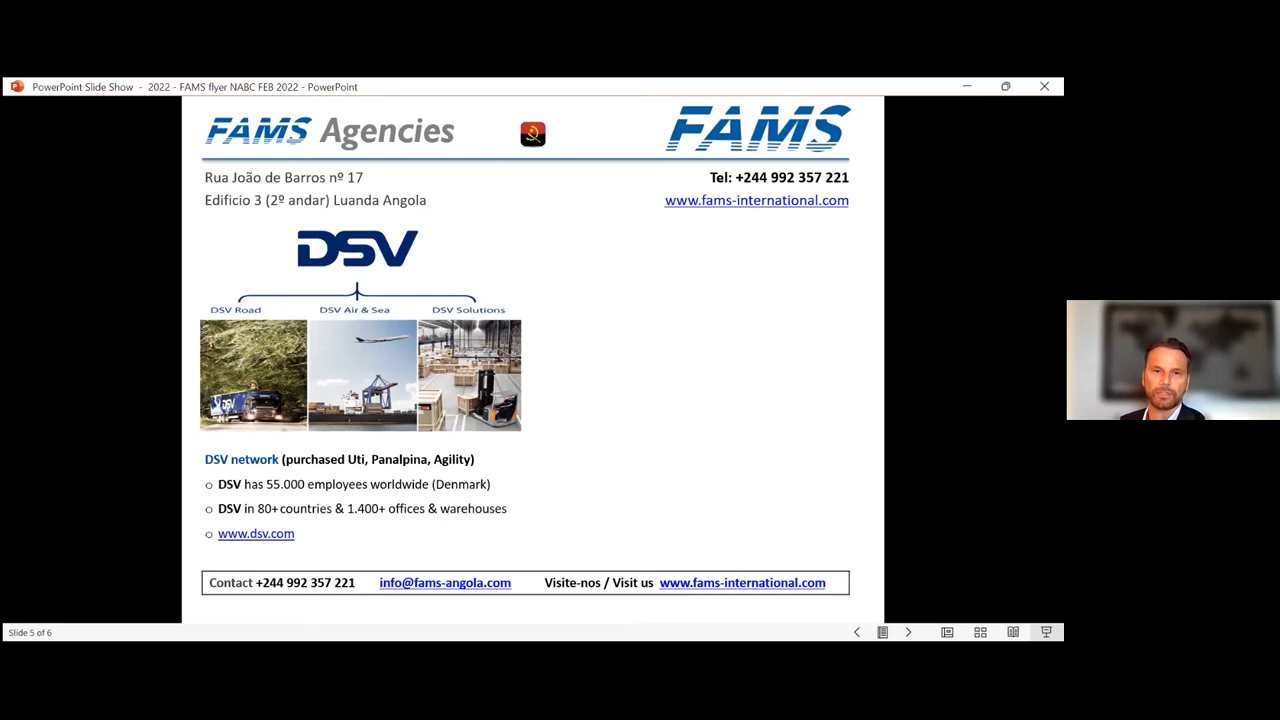 PowerPoint Slide Show - 2022 - FAMS flyer NABC FEB 2022 - PowerPoint
FAMS Agencies
FAMS
Rua João de Barros nº 17
Tel: +244 992 357 221
Edificio 3 (2º andar) Luanda Angola
www.fams-international.com
DSV
DSV Road DSV Air & Sea DSV Solutions
DSV
DSV network (purchased Uti, Panalpina, Agility)
o DSV has 55.000 employees worldwide (Denmark)
o DSV in 80+ countries & 1.400+ offices & warehouses
o www.dsv.com
Contact +244 992 357 221 info@fams-angola.com Visite-nos / Visit us www.fams-international.com
Slide 5 of 6